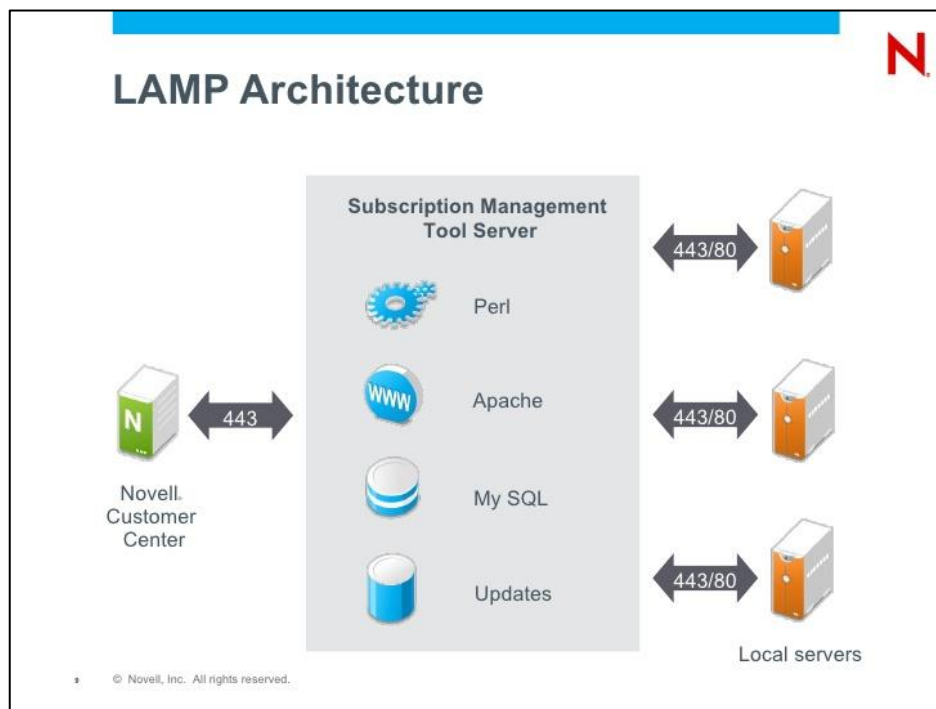 N
LAMP Architecture
Subscription Management
Tool Server
Perl
WWW
Apache
My SQL
Updates
N
443
Novell®
Customer
Center
443/80
443/80
443/80
Local servers
9 © Novell, Inc. All rights reserved.